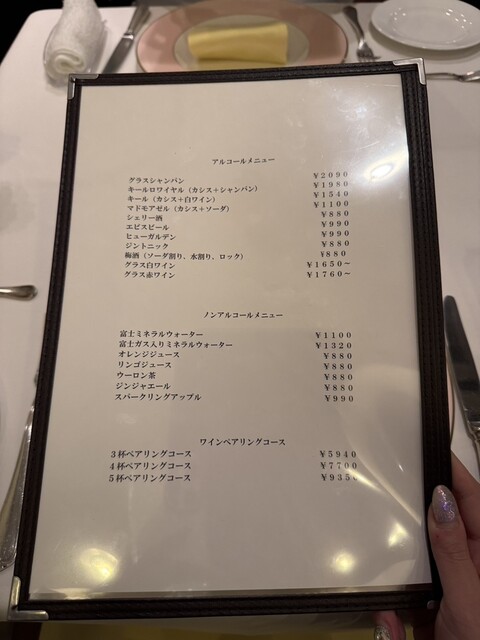 アルコールメニュー
グラスシャンパン ¥2090
キールロワイヤル（カシス＋シャンパン） ¥1980
キール（カシス＋白ワイン） ¥1540
マドモアゼル（カシス＋ソーダ） ¥1100
シェリー酒 ¥880
エビスビール ¥990
ヒューガルデン ¥990
ジントニック ¥880
梅酒（ソーダ割り、水割り、ロック） ¥880
グラス白ワイン ¥1650～
グラス赤ワイン ¥1760～
ノンアルコールメニュー
富士ミネラルウォーター ¥1100
富士ガス入りミネラルウォーター ¥1320
オレンジジュース ¥880
リンゴジュース ¥880
ウーロン茶 ¥880
ジンジャエール ¥880
スパークリングアップル ¥990
ワインペアリングコース
3杯ペアリングコース ¥5940
4杯ペアリングコース ¥7700
5杯ペアリングコース ¥9350